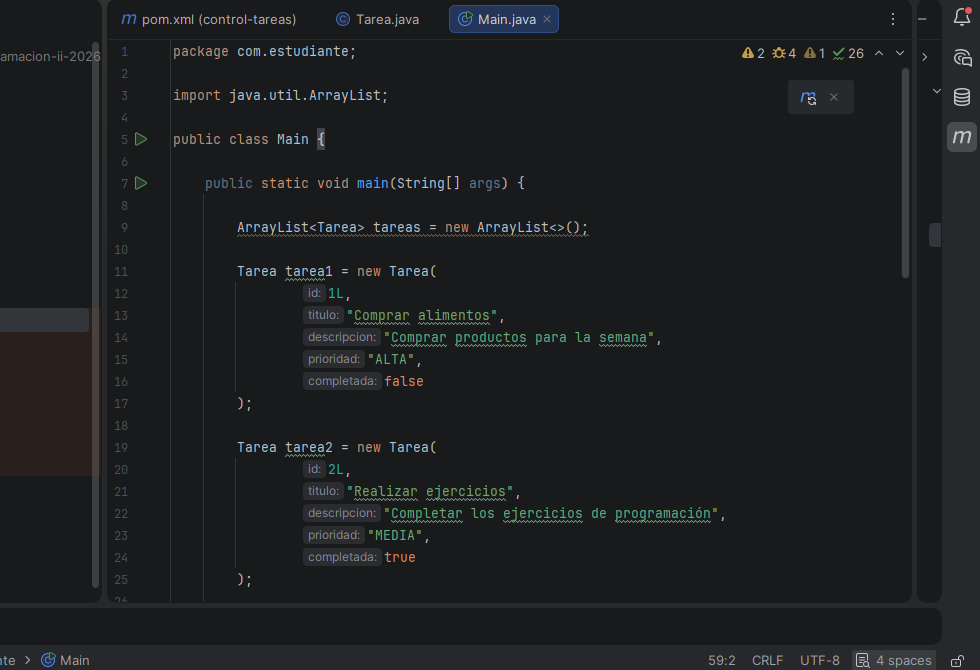 pom.xml (control-tareas) Tarea.java Main.java
amacion-ii-2026
2 4 1 26
1 package com.estudiante;
2
3 import java.util.ArrayList;
4
5 public class Main {
6
7 public static void main(String[] args) {
8
9 ArrayList<Tarea> tareas = new ArrayList<>();
10
11 Tarea tarea1 = new Tarea(
12 id: 1L,
13 titulo: "Comprar alimentos",
14 descripcion: "Comprar productos para la semana",
15 prioridad: "ALTA",
16 completada: false
17 );
18
19 Tarea tarea2 = new Tarea(
20 id: 2L,
21 titulo: "Realizar ejercicios",
22 descripcion: "Completar los ejercicios de programación",
23 prioridad: "MEDIA",
24 completada: true
25 );
26
nte > Main 59:2 CRLF UTF-8 4 spaces